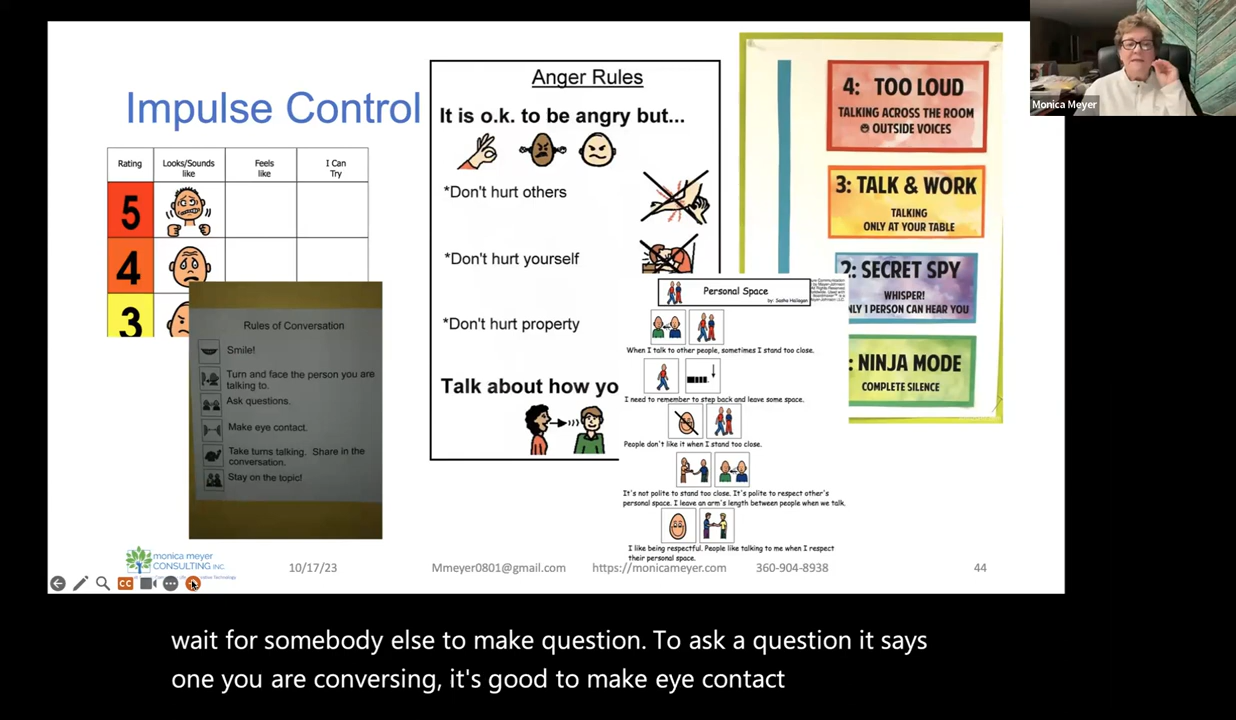 Impulse Control
Rating
Looks/Sounds
like
Feels
like
I Can
Try
5
4
3
Rules of Conversation
Smile!
Turn and face the person you are
talking to.
Ask questions.
Make eye contact.
Take turns talking. Share in the
conversation.
Stay on the topic!
Anger Rules
It is o.k. to be angry but...
*Don't hurt others
*Don't hurt yourself
*Don't hurt property
Talk about how yo
Personal Space
by: Sasha Hallagan
When I talk to other people, sometimes I stand too close.
I need to remember to step back and leave some space.
People don't like it when I stand too close.
It's not polite to stand too close. It's polite to respect other's
personal space. I leave an arm's length between people when we talk.
I like being respectful. People like talking to me when I respect
their personal space.
4: TOO LOUD
TALKING ACROSS THE ROOM
OUTSIDE VOICES
3: TALK & WORK
TALKING
ONLY AT YOUR TABLE
2: SECRET SPY
WHISPER!
NLY 1 PERSON CAN HEAR YOU
: NINJA MODE
COMPLETE SILENCE
Monica Meyer
monica meyer
CONSULTING INC.
10/17/23
Mmeyer0801@gmail.com
https://monicameyer.com
360-904-8938
44
CC
wait for somebody else to make question. To ask a question it says
one you are conversing, it's good to make eye contact